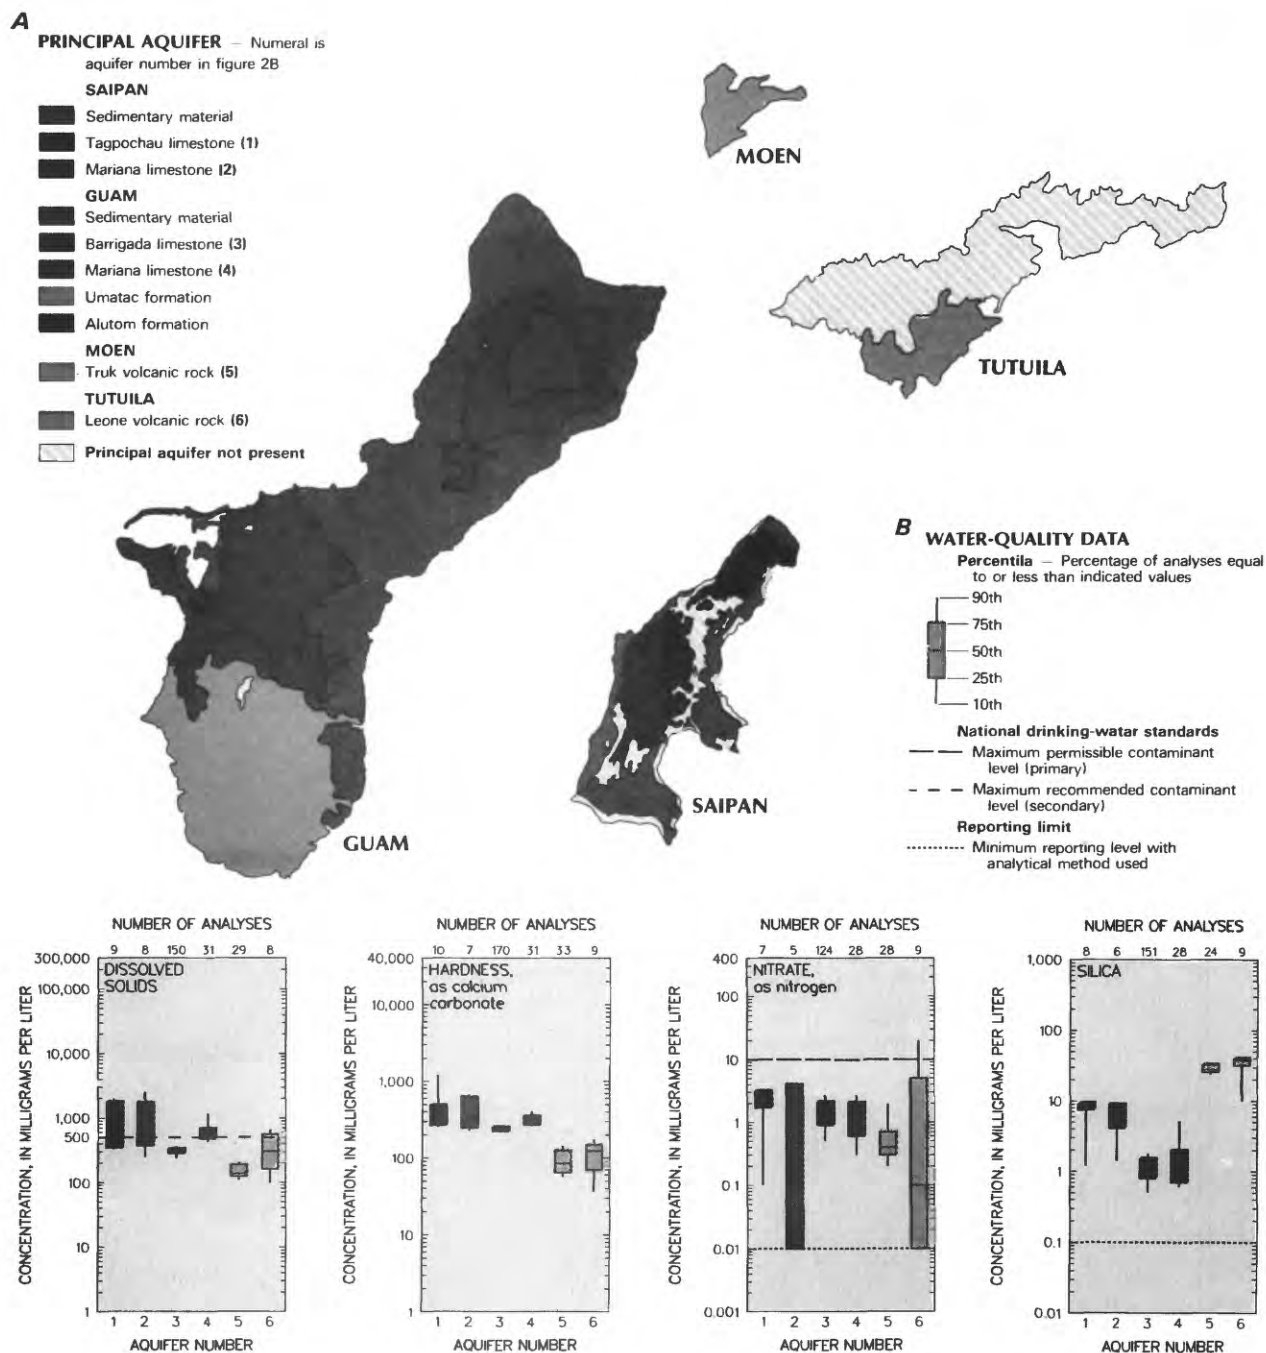 A
PRINCIPAL AQUIFER — Numeral is
aquifer number in figure 2B
SAIPAN
Sedimentary material
Tagpochau limestone (1)
Mariana limestone (2)
GUAM
Sedimentary material
Barrigada limestone (3)
Mariana limestone (4)
Umatac formation
Alutom formation
MOEN
Truk volcanic rock (5)
TUTUILA
Leone volcanic rock (6)
Principal aquifer not present
MOEN
TUTUILA
GUAM
SAIPAN
B
WATER-QUALITY DATA
Percentila — Percentage of analyses equal
to or less than indicated values
90th
75th
50th
25th
10th
National drinking-watar standards
Maximum permissible contaminant
level (primary)
Maximum recommended contaminant
level (secondary)
Reporting limit
Minimum reporting level with
analytical method used
NUMBER OF ANALYSES
9 8 150 31 29 8
DISSOLVED
SOLIDS
CONCENTRATION, IN MILLIGRAMS PER LITER
300,000
100,000
10,000
1,000
500
100
10
1
1 2 3 4 5 6
AQUIFER NUMBER
NUMBER OF ANALYSES
10 7 170 31 33 9
HARDNESS,
as calcium
carbonate
CONCENTRATION, IN MILLIGRAMS PER LITER
40,000
10,000
1,000
100
10
1
1 2 3 4 5 6
AQUIFER NUMBER
NUMBER OF ANALYSES
7 5 124 28 28 9
NITRATE,
as nitrogen
CONCENTRATION, IN MILLIGRAMS PER LITER
400
100
10
1
0.1
0.01
0.001
1 2 3 4 5 6
AQUIFER NUMBER
NUMBER OF ANALYSES
8 6 151 28 24 9
SILICA
CONCENTRATION, IN MILLIGRAMS PER LITER
1,000
100
10
1
0.1
0.01
1 2 3 4 5 6
AQUIFER NUMBER